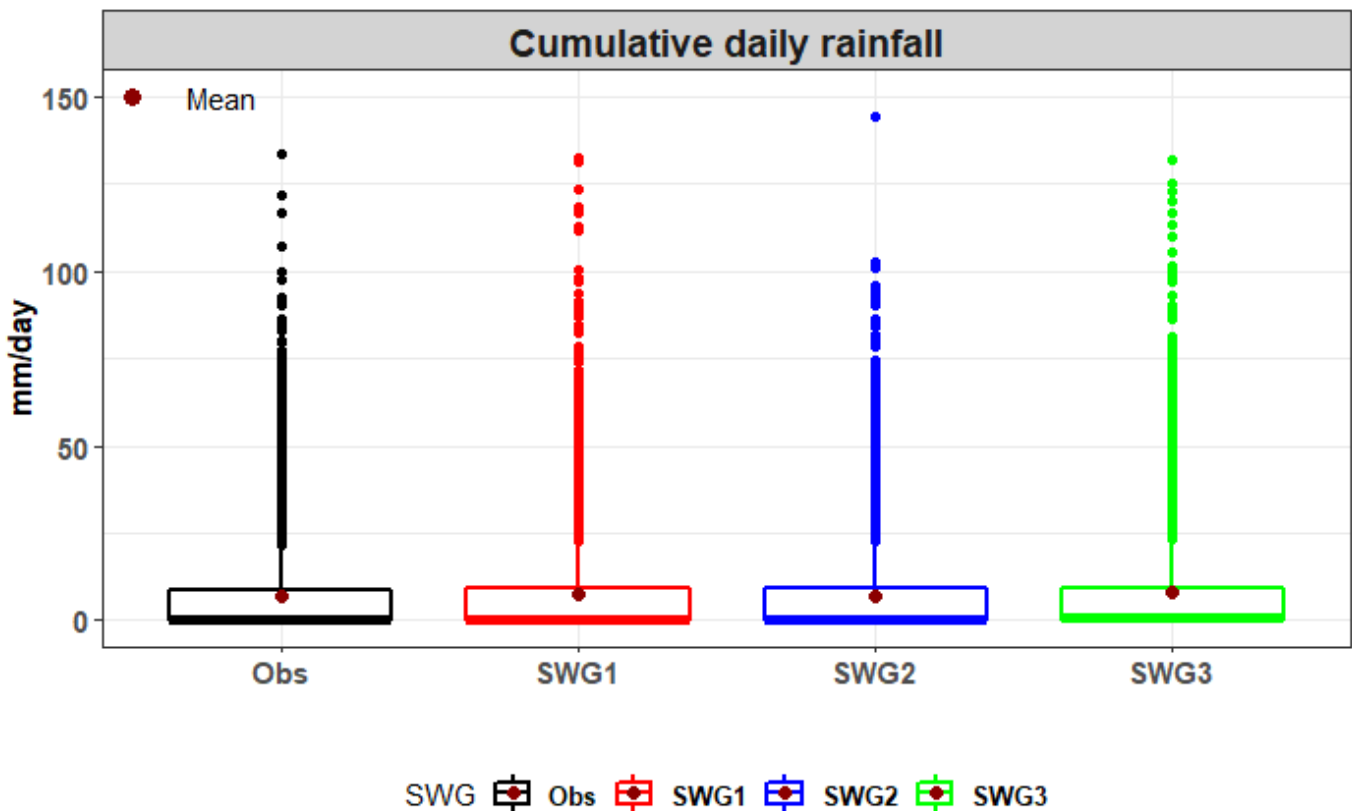 Cumulative daily rainfall
Mean
150
100
50
0
mm/day
Obs SWG1 SWG2 SWG3
SWG Obs SWG1 SWG2 SWG3